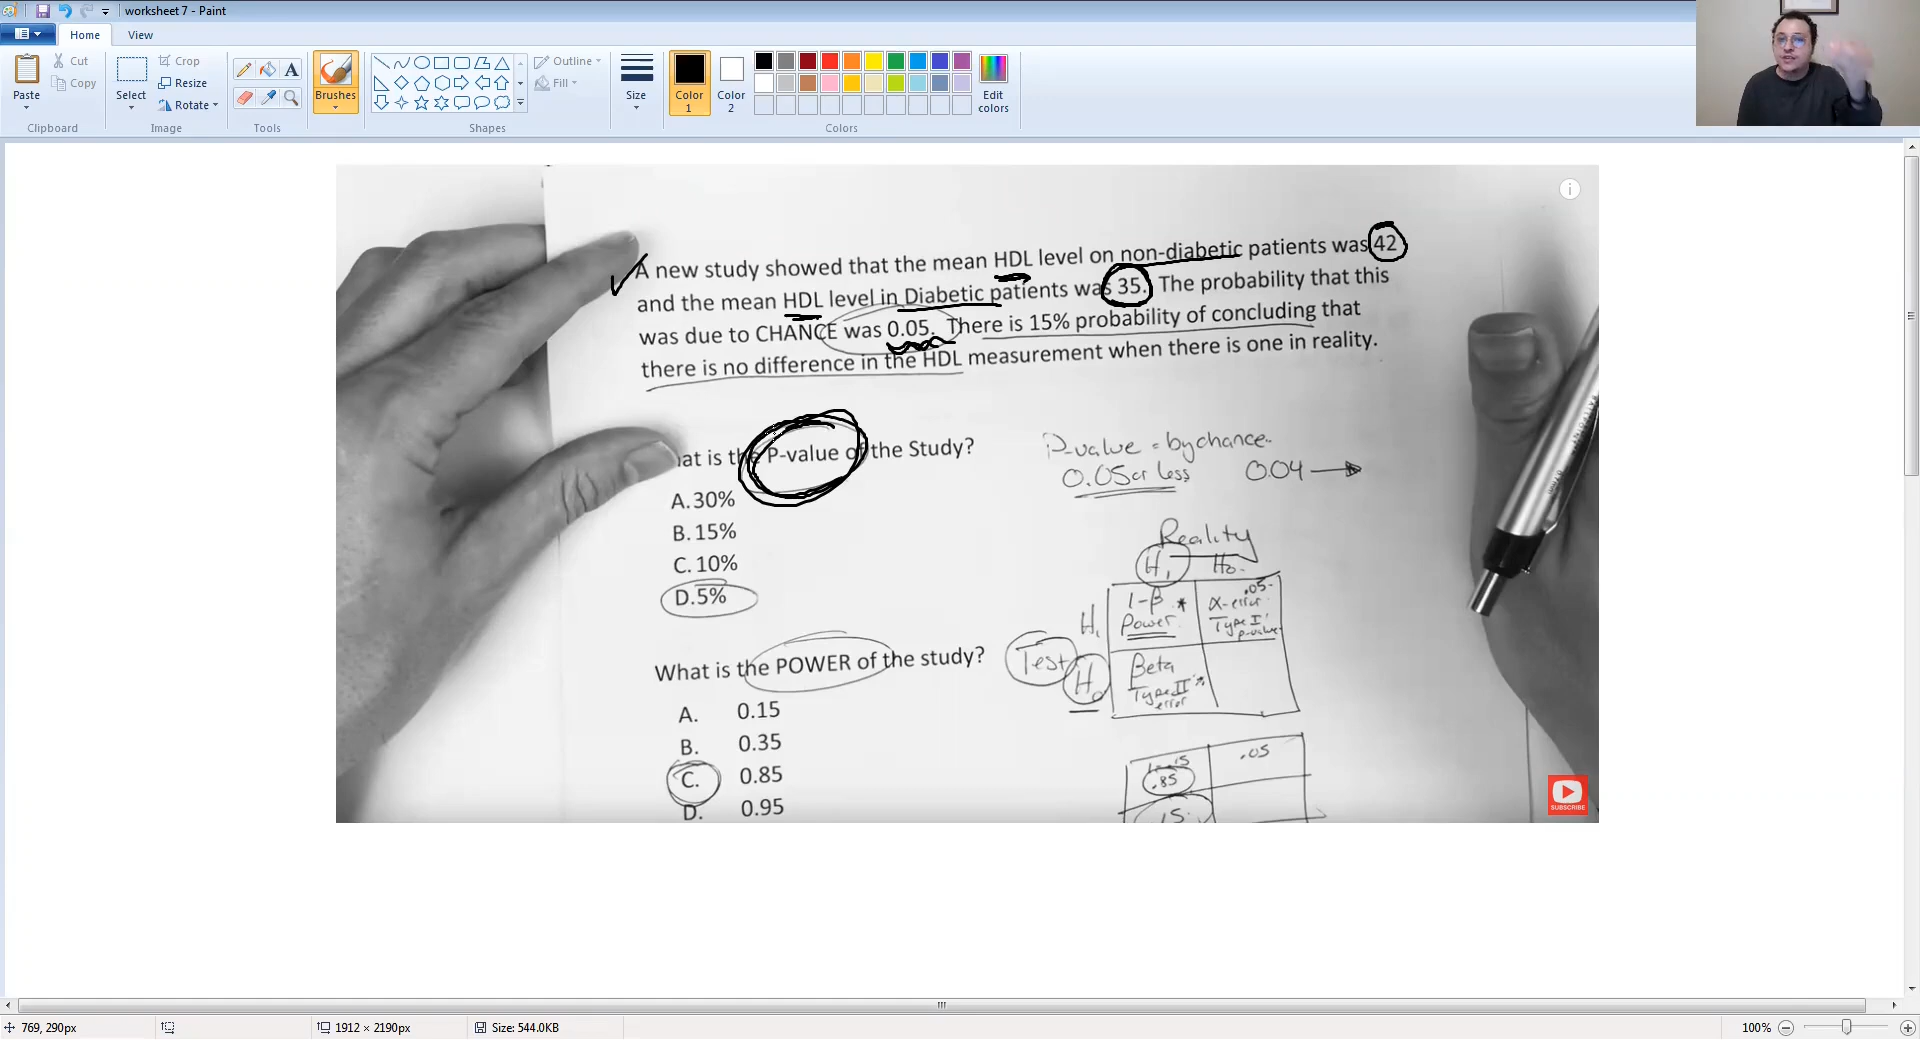 worksheet 7 - Paint
Home
View
Paste
Cut
Copy
Clipboard
Select
Crop
Resize
Rotate
Image
Tools
Brushes
Shapes
Outline
Fill
Size
Color 1
Color 2
Colors
Edit colors
A new study showed that the mean HDL level on non-diabetic patients was 42
and the mean HDL level in Diabetic patients was 35. The probability that this
was due to CHANCE was 0.05. There is 15% probability of concluding that
there is no difference in the HDL measurement when there is one in reality.
at is the P-value of the Study?
A. 30%
B. 15%
C. 10%
D. 5%
P-value = by chance.
0.05 or less 0.04
Reality
H₁ H₀
H₁ 1-β Power α-error .05 Type I p-value
Test H₀ Beta Type II error
What is the POWER of the study?
A. 0.15
B. 0.35
C. 0.85
D. 0.95
.85 .05
.15
SUBSCRIBE
769, 290px
1912 × 2190px
Size: 544.0KB
100%